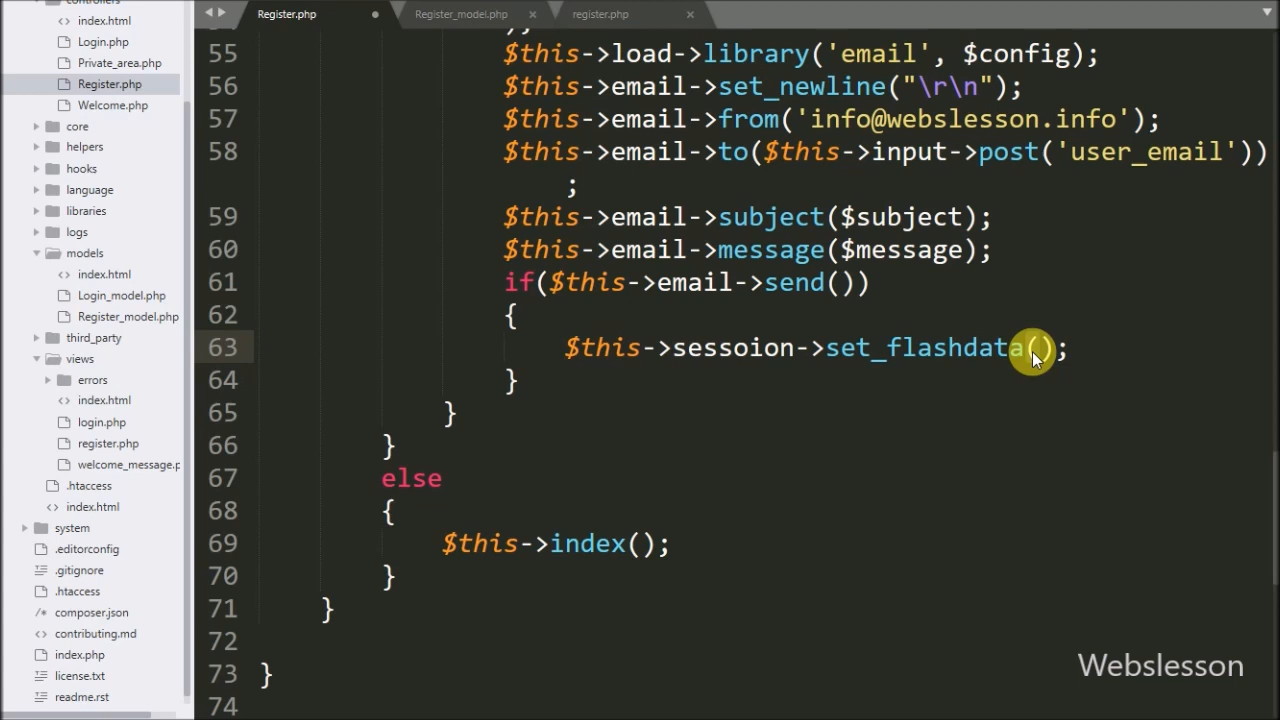 controllers
index.html
Login.php
Private_area.php
Register.php
Welcome.php
core
helpers
hooks
language
libraries
logs
models
index.html
Login_model.php
Register_model.php
third_party
views
errors
index.html
login.php
register.php
welcome_message.p
.htaccess
index.html
system
.editorconfig
.gitignore
.htaccess
composer.json
contributing.md
index.php
license.txt
readme.rst
Register.php Register_model.php register.php
);
55 $this->load->library('email', $config);
56 $this->email->set_newline("\r\n");
57 $this->email->from('info@webslesson.info');
58 $this->email->to($this->input->post('user_email'))
;
59 $this->email->subject($subject);
60 $this->email->message($message);
61 if($this->email->send())
62 {
63 $this->sessoion->set_flashdata();
64 }
65 }
66 }
67 else
68 {
69 $this->index();
70 }
71 }
72
73 }
74
Webslesson